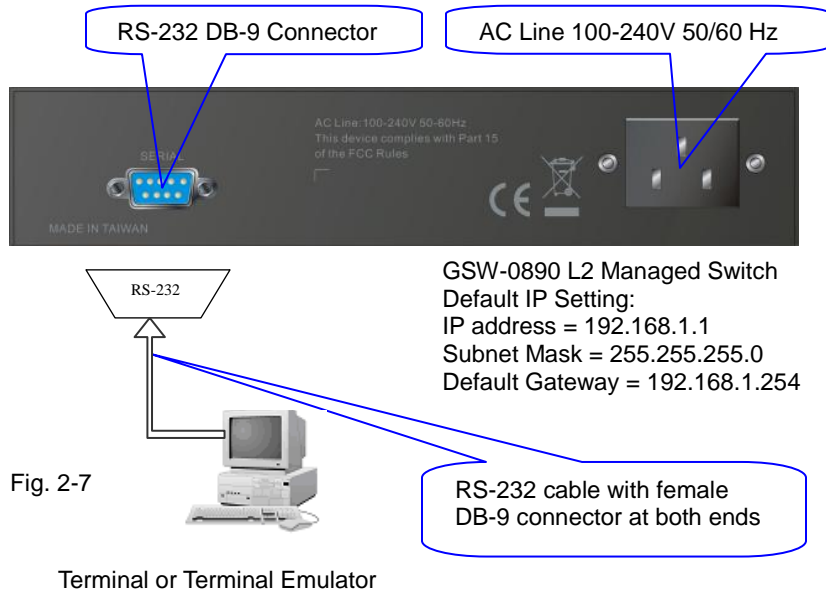 RS-232 DB-9 Connector
AC Line 100-240V 50/60 Hz
AC Line:100-240V 50-60Hz
This device complies with Part 15
of the FCC Rules
SERIAL
CE
MADE IN TAIWAN
RS-232
GSW-0890 L2 Managed Switch
Default IP Setting:
IP address = 192.168.1.1
Subnet Mask = 255.255.255.0
Default Gateway = 192.168.1.254
Fig. 2-7
RS-232 cable with female
DB-9 connector at both ends
Terminal or Terminal Emulator